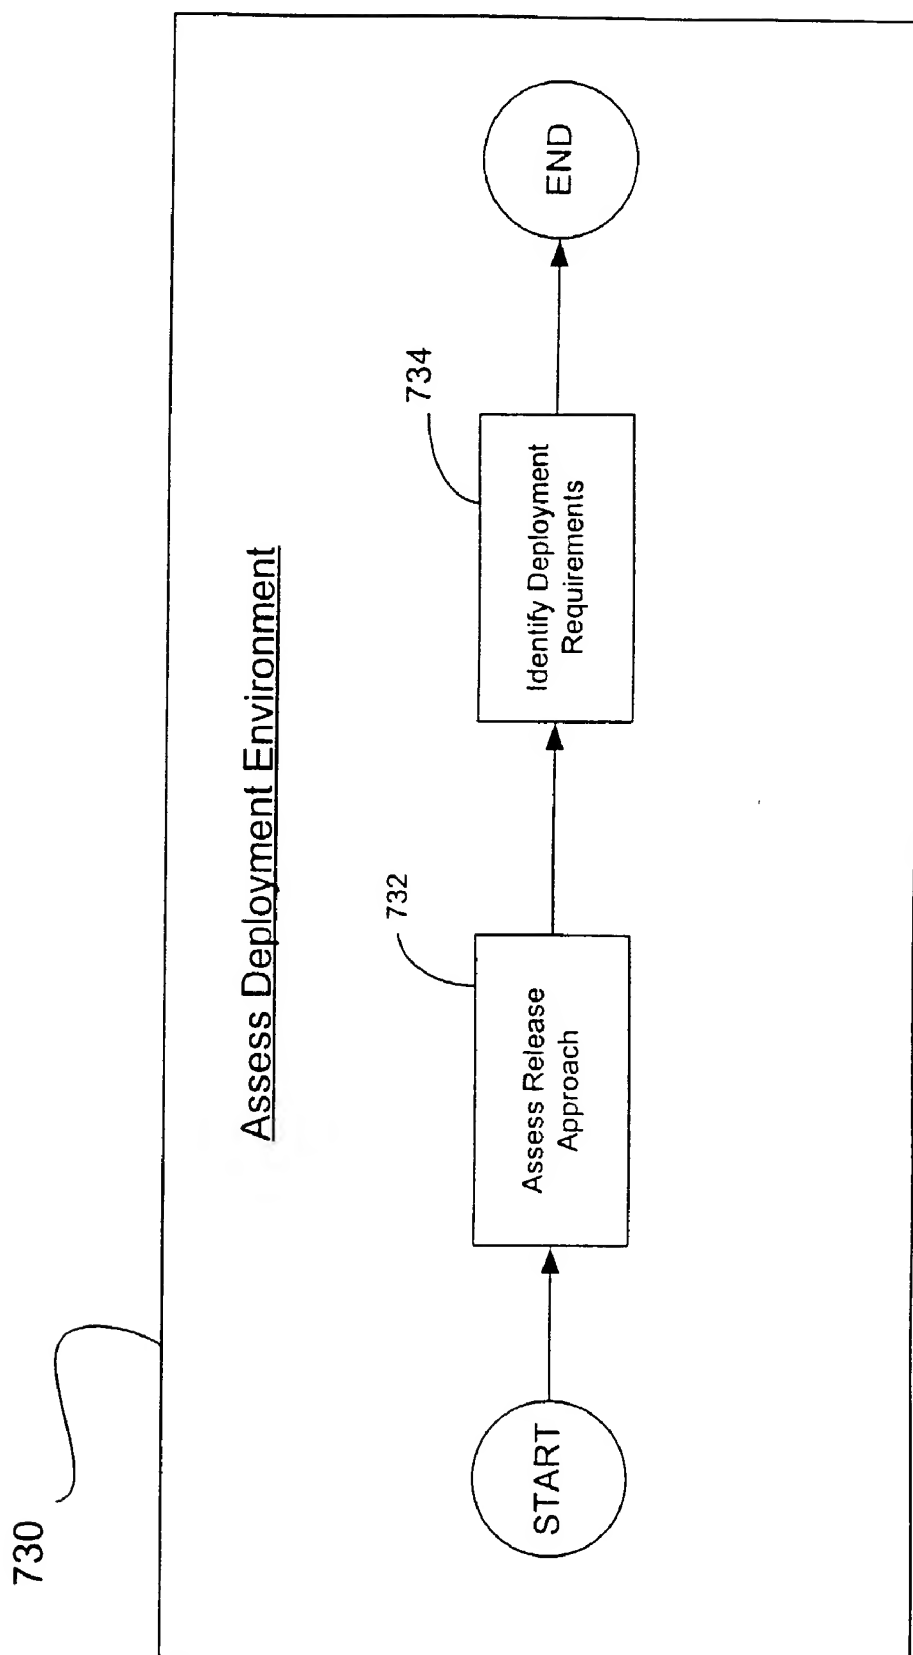 730
Assess Deployment Environment
START
732
Assess Release
Approach
734
Identify Deployment
Requirements
END